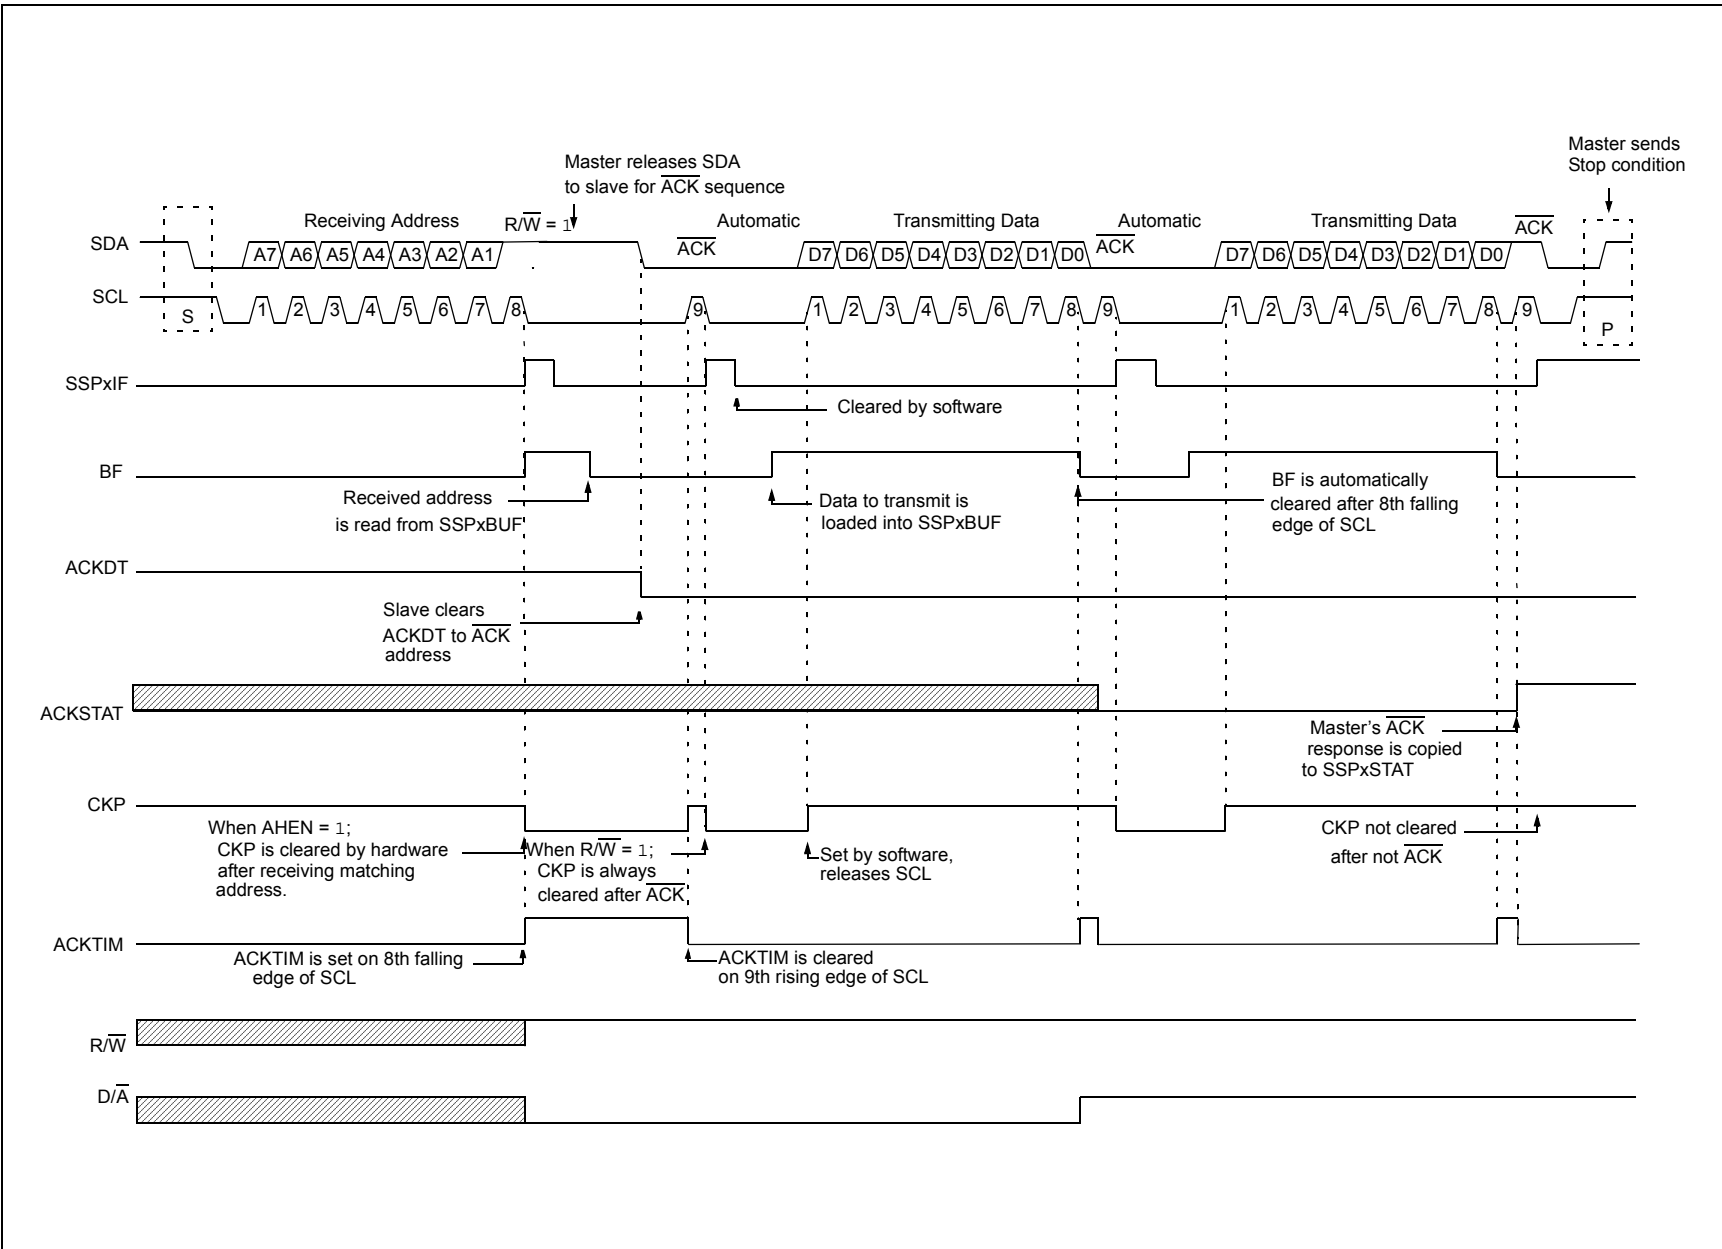 Master sends
Stop condition
Master releases SDA
to slave for ACK sequence
Receiving Address R/W = 1 Automatic Transmitting Data Automatic Transmitting Data ACK
SDA A7 A6 A5 A4 A3 A2 A1 ACK D7 D6 D5 D4 D3 D2 D1 D0 ACK D7 D6 D5 D4 D3 D2 D1 D0
SCL S 1 2 3 4 5 6 7 8 9 1 2 3 4 5 6 7 8 9 1 2 3 4 5 6 7 8 9 P
SSPxIF
Cleared by software
BF
Received address
is read from SSPxBUF
Data to transmit is
loaded into SSPxBUF
BF is automatically
cleared after 8th falling
edge of SCL
ACKDT
Slave clears
ACKDT to ACK
address
ACKSTAT
Master's ACK
response is copied
to SSPxSTAT
CKP
When AHEN = 1;
CKP is cleared by hardware
after receiving matching
address.
When R/W = 1;
CKP is always
cleared after ACK
Set by software,
releases SCL
CKP not cleared
after not ACK
ACKTIM
ACKTIM is set on 8th falling
edge of SCL
ACKTIM is cleared
on 9th rising edge of SCL
R/W
D/A